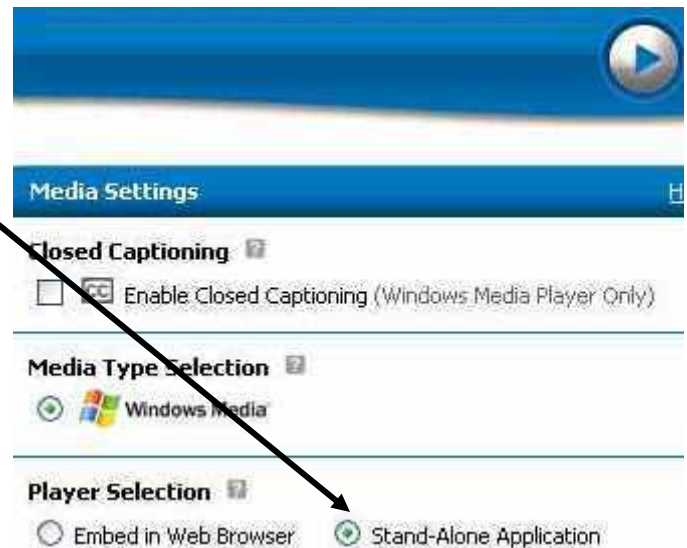 Media Settings H
Closed Captioning ?
CC Enable Closed Captioning (Windows Media Player Only)
Media Type Selection ?
Windows Media
Player Selection ?
Embed in Web Browser Stand-Alone Application